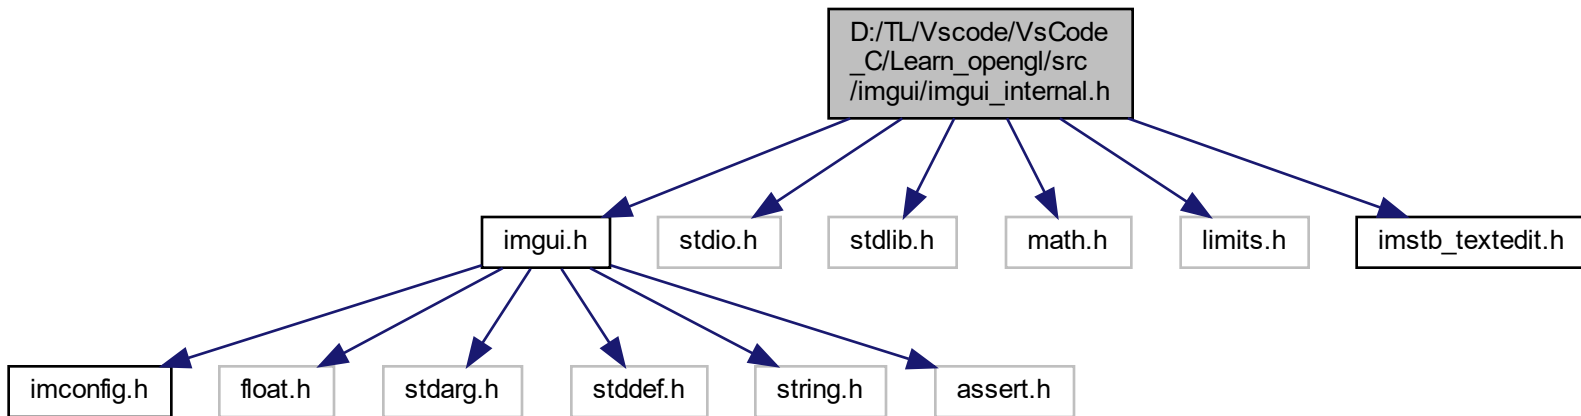 D:/TL/Vscode/VsCode
_C/Learn_opengl/src
/imgui/imgui_internal.h
imgui.h
stdio.h
stdlib.h
math.h
limits.h
imstb_textedit.h
imconfig.h
float.h
stdarg.h
stddef.h
string.h
assert.h